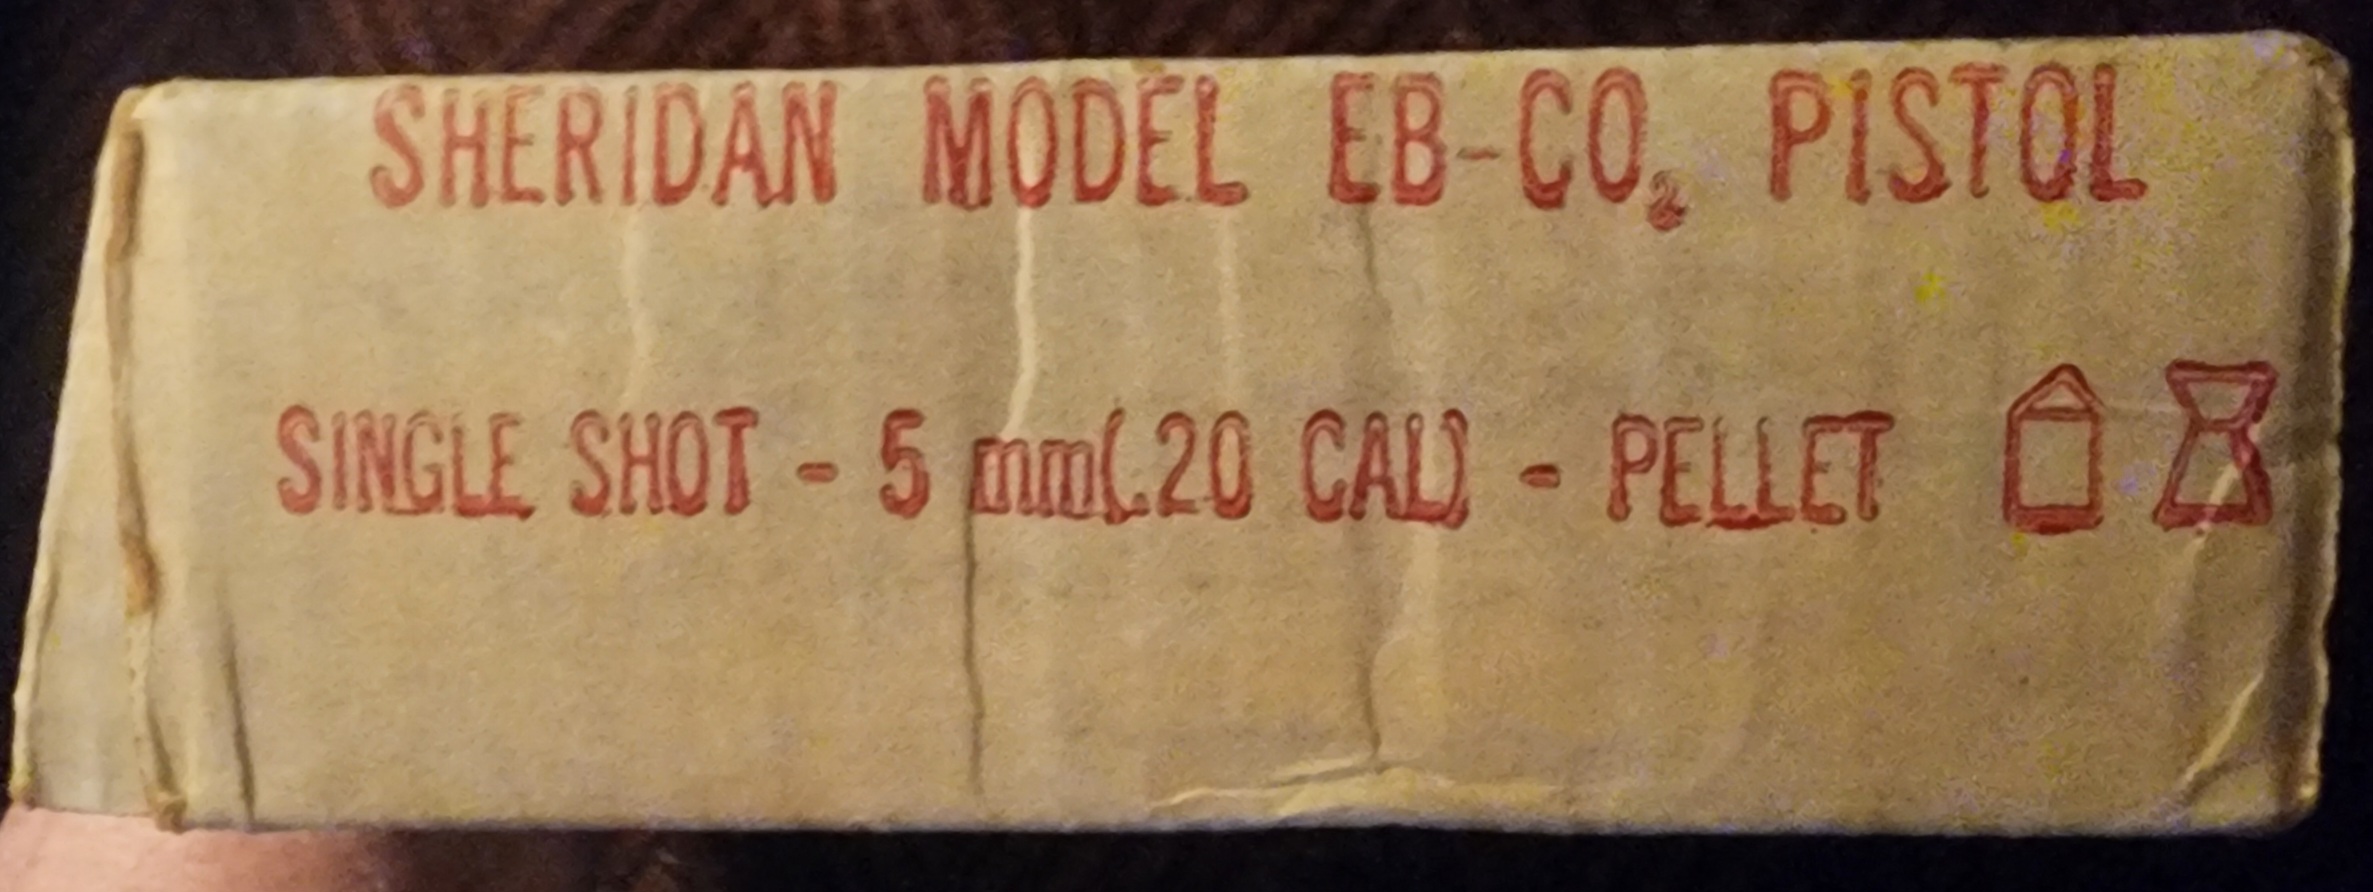 SHERIDAN MODEL EB-CO₂ PISTOL
SINGLE SHOT - 5 mm(.20 CAL) - PELLET